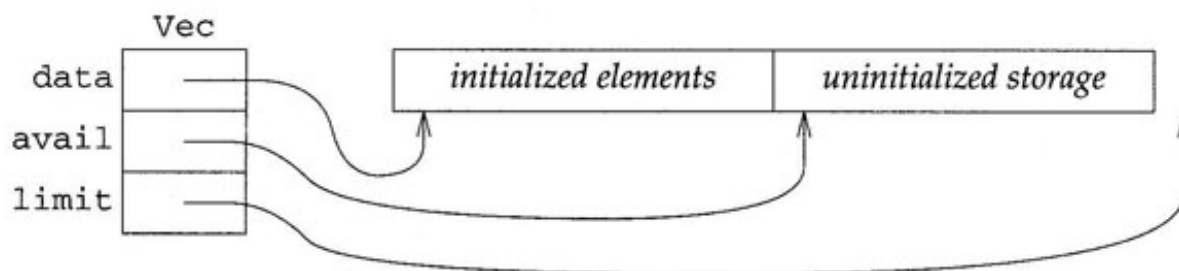 Vec
data
initialized elements
uninitialized storage
avail
limit